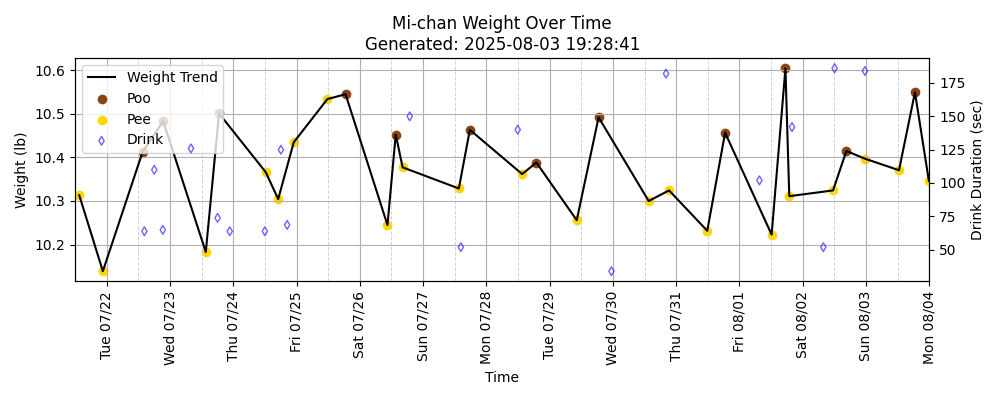 Mi-chan Weight Over Time
Generated: 2025-08-03 19:28:41
Weight Trend
Poo
Pee
Drink
Weight (lb)
10.6
10.5
10.4
10.3
10.2
Drink Duration (sec)
175
150
125
100
75
50
Tue 07/22
Wed 07/23
Thu 07/24
Fri 07/25
Sat 07/26
Sun 07/27
Mon 07/28
Tue 07/29
Wed 07/30
Thu 07/31
Fri 08/01
Sat 08/02
Sun 08/03
Mon 08/04
Time